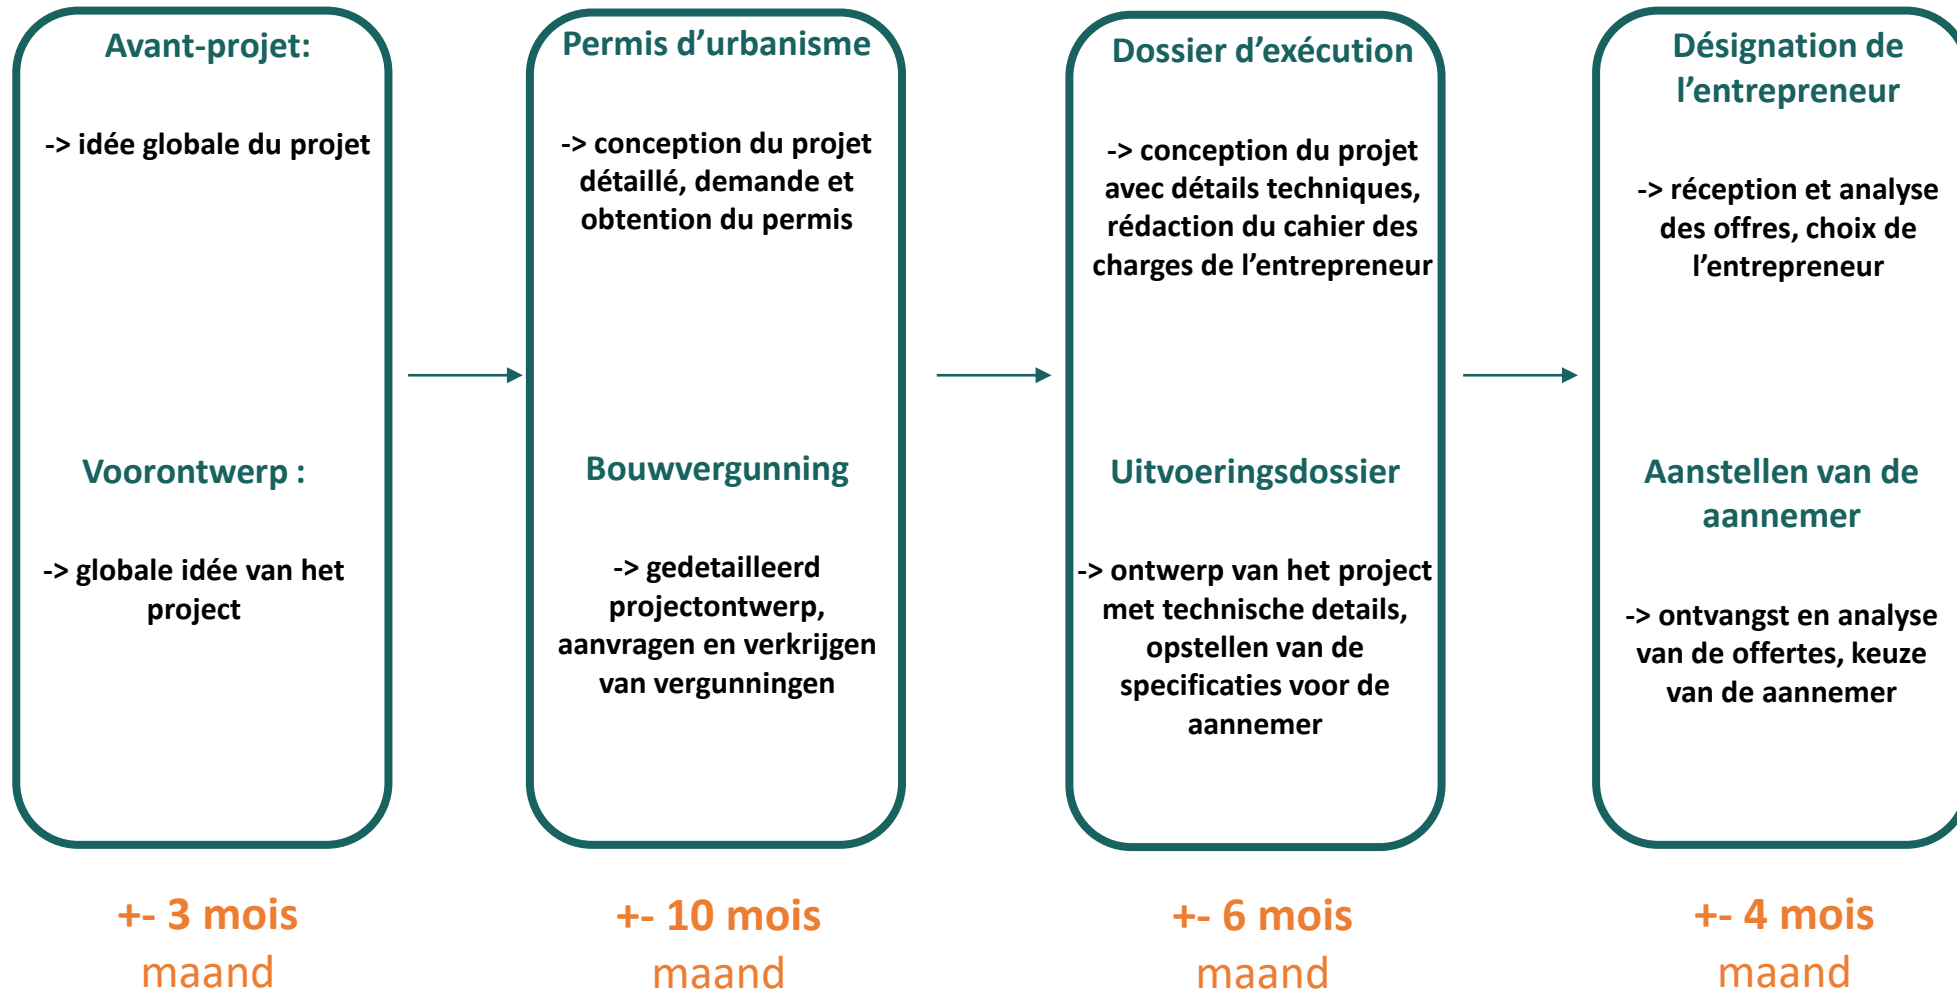 Avant-projet:
-> idée globale du projet
Voorontwerp :
-> globale idée van het
project
+- 3 mois
maand
Permis d’urbanisme
-> conception du projet
détaillé, demande et
obtention du permis
Bouwvergunning
-> gedetailleerd
projectontwerp,
aanvragen en verkrijgen
van vergunningen
+- 10 mois
maand
Dossier d’exécution
-> conception du projet
avec détails techniques,
rédaction du cahier des
charges de l’entrepreneur
Uitvoeringsdossier
-> ontwerp van het project
met technische details,
opstellen van de
specificaties voor de
aannemer
+- 6 mois
maand
Désignation de
l’entrepreneur
-> réception et analyse
des offres, choix de
l’entrepreneur
Aanstellen van de
aannemer
-> ontvangst en analyse
van de offertes, keuze
van de aannemer
+- 4 mois
maand